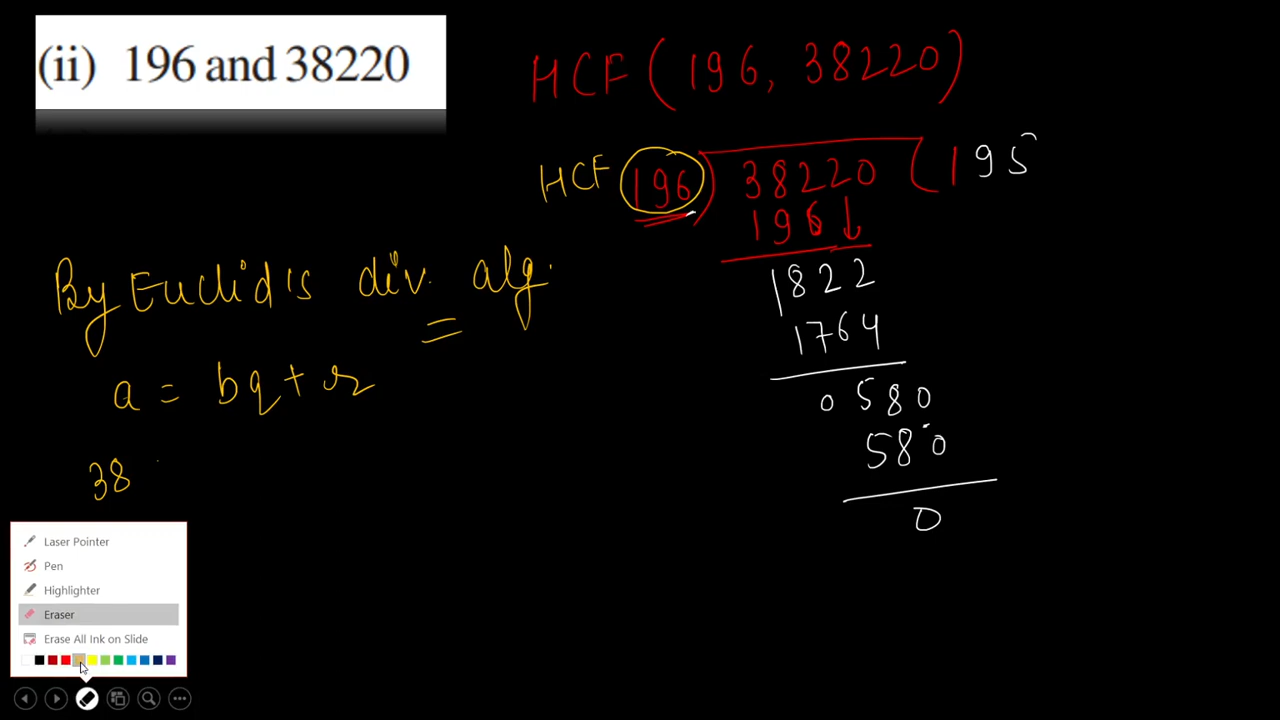 (ii) 196 and 38220
HCF (196, 38220)
HCF 196) 38220 (195
196
1822
1764
0580
580
0
By Euclid's div. alg.
a = bq + r
38
Laser Pointer
Pen
Highlighter
Eraser
Erase All Ink on Slide